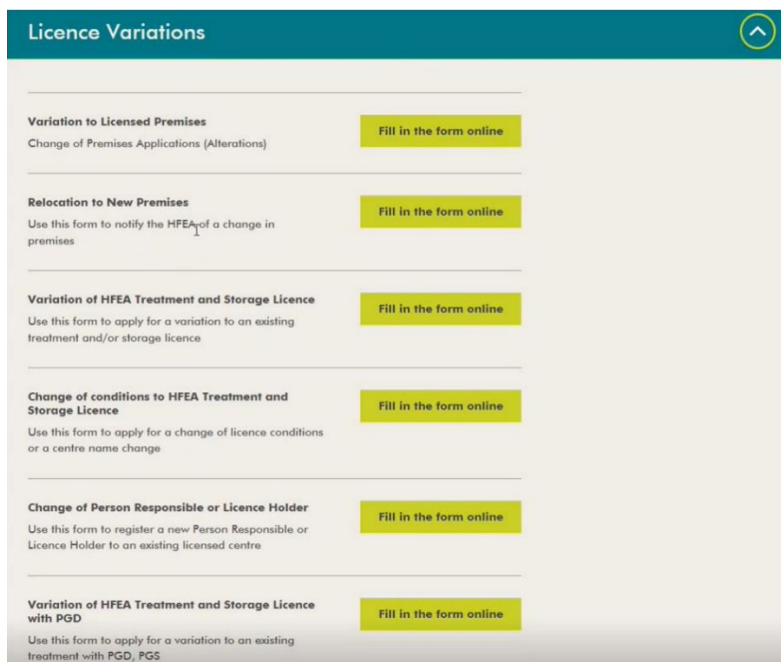 Licence Variations
Variation to Licensed Premises
Change of Premises Applications (Alterations)
Fill in the form online
Relocation to New Premises
Use this form to notify the HFEA of a change in
premises
Fill in the form online
Variation of HFEA Treatment and Storage Licence
Use this form to apply for a variation to an existing
treatment and/or storage licence
Fill in the form online
Change of conditions to HFEA Treatment and
Storage Licence
Use this form to apply for a change of licence conditions
or a centre name change
Fill in the form online
Change of Person Responsible or Licence Holder
Use this form to register a new Person Responsible or
Licence Holder to an existing licensed centre
Fill in the form online
Variation of HFEA Treatment and Storage Licence
with PGD
Use this form to apply for a variation to an existing
treatment with PGD, PGS
Fill in the form online